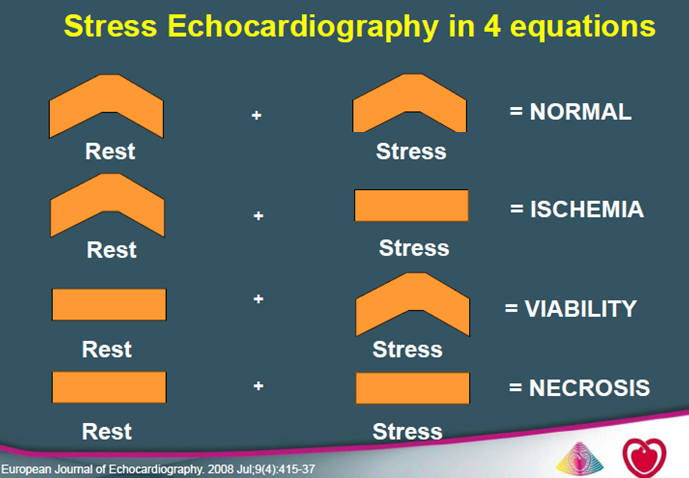 Stress Echocardiography in 4 equations
+ = NORMAL
Rest Stress
+ = ISCHEMIA
Rest Stress
+ = VIABILITY
Rest Stress
+ = NECROSIS
Rest Stress
European Journal of Echocardiography. 2008 Jul;9(4):415-37